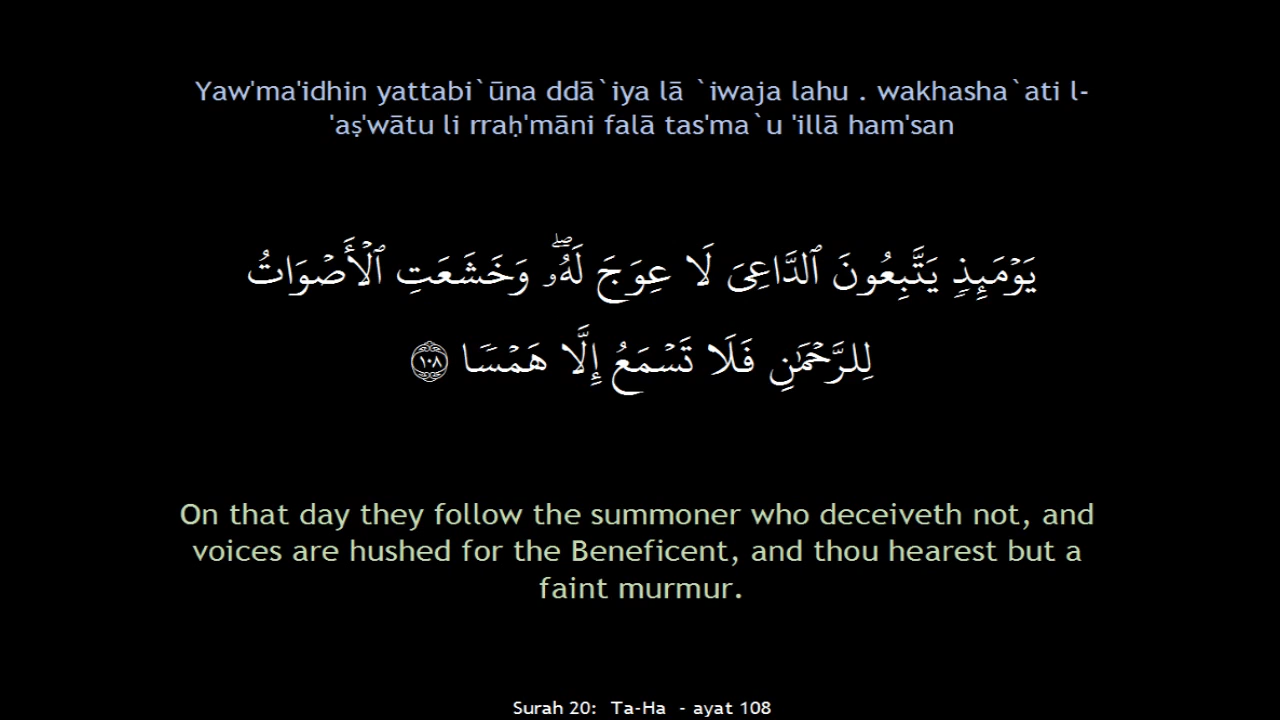 Yaw'ma'idhin yattabi`ūna ddā`iya lā `iwaja lahu . wakhasha`ati l-
'aṣ'wātu li rraḥ'māni falā tas'ma`u 'illā ham'san
يَوْمَئِذٍ يَتَّبِعُونَ ٱلدَّاعِىَ لَا عِوَجَ لَهُۥ ۖ وَخَشَعَتِ ٱلْأَصْوَاتُ
لِلرَّحْمَٰنِ فَلَا تَسْمَعُ إِلَّا هَمْسًا ١٠٨
On that day they follow the summoner who deceiveth not, and
voices are hushed for the Beneficent, and thou hearest but a
faint murmur.
Surah 20: Ta-Ha - ayat 108